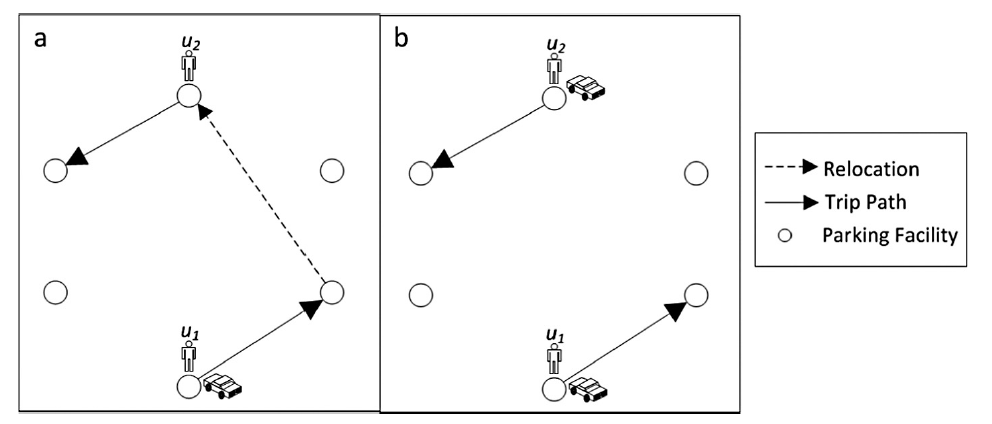 a
u2
u1
b
u2
u1
Relocation
Trip Path
Parking Facility